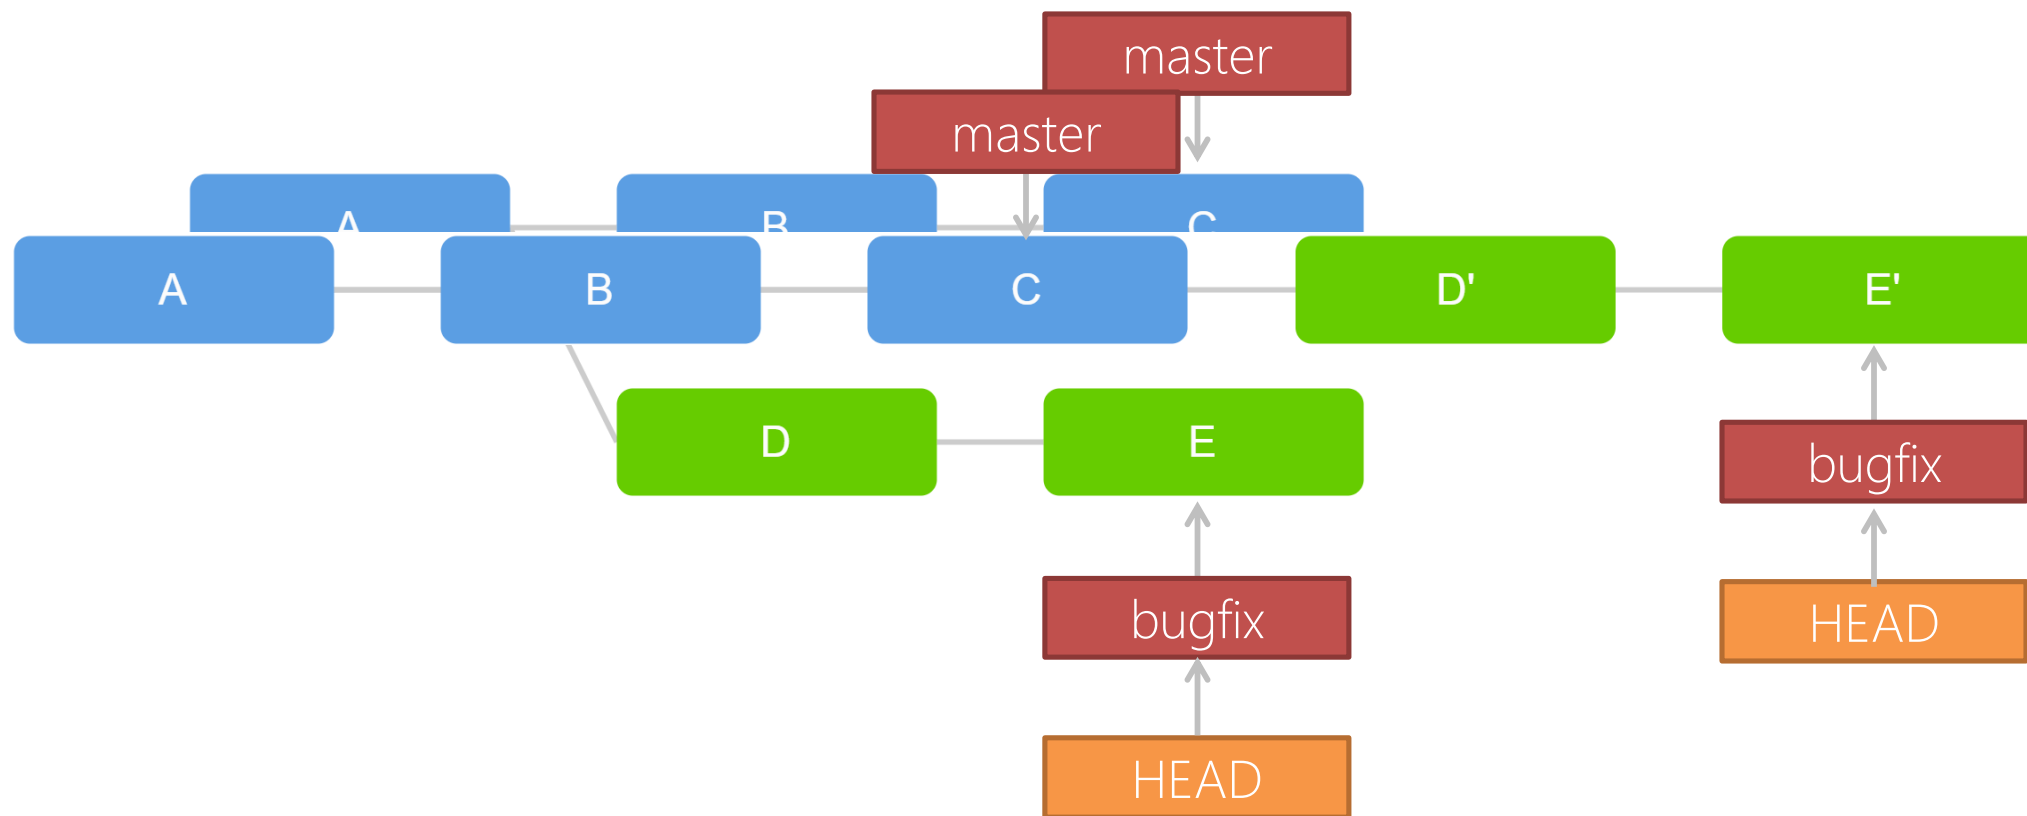 master
master
A
B
C
A
B
C
D'
E'
D
E
bugfix
bugfix
HEAD
HEAD